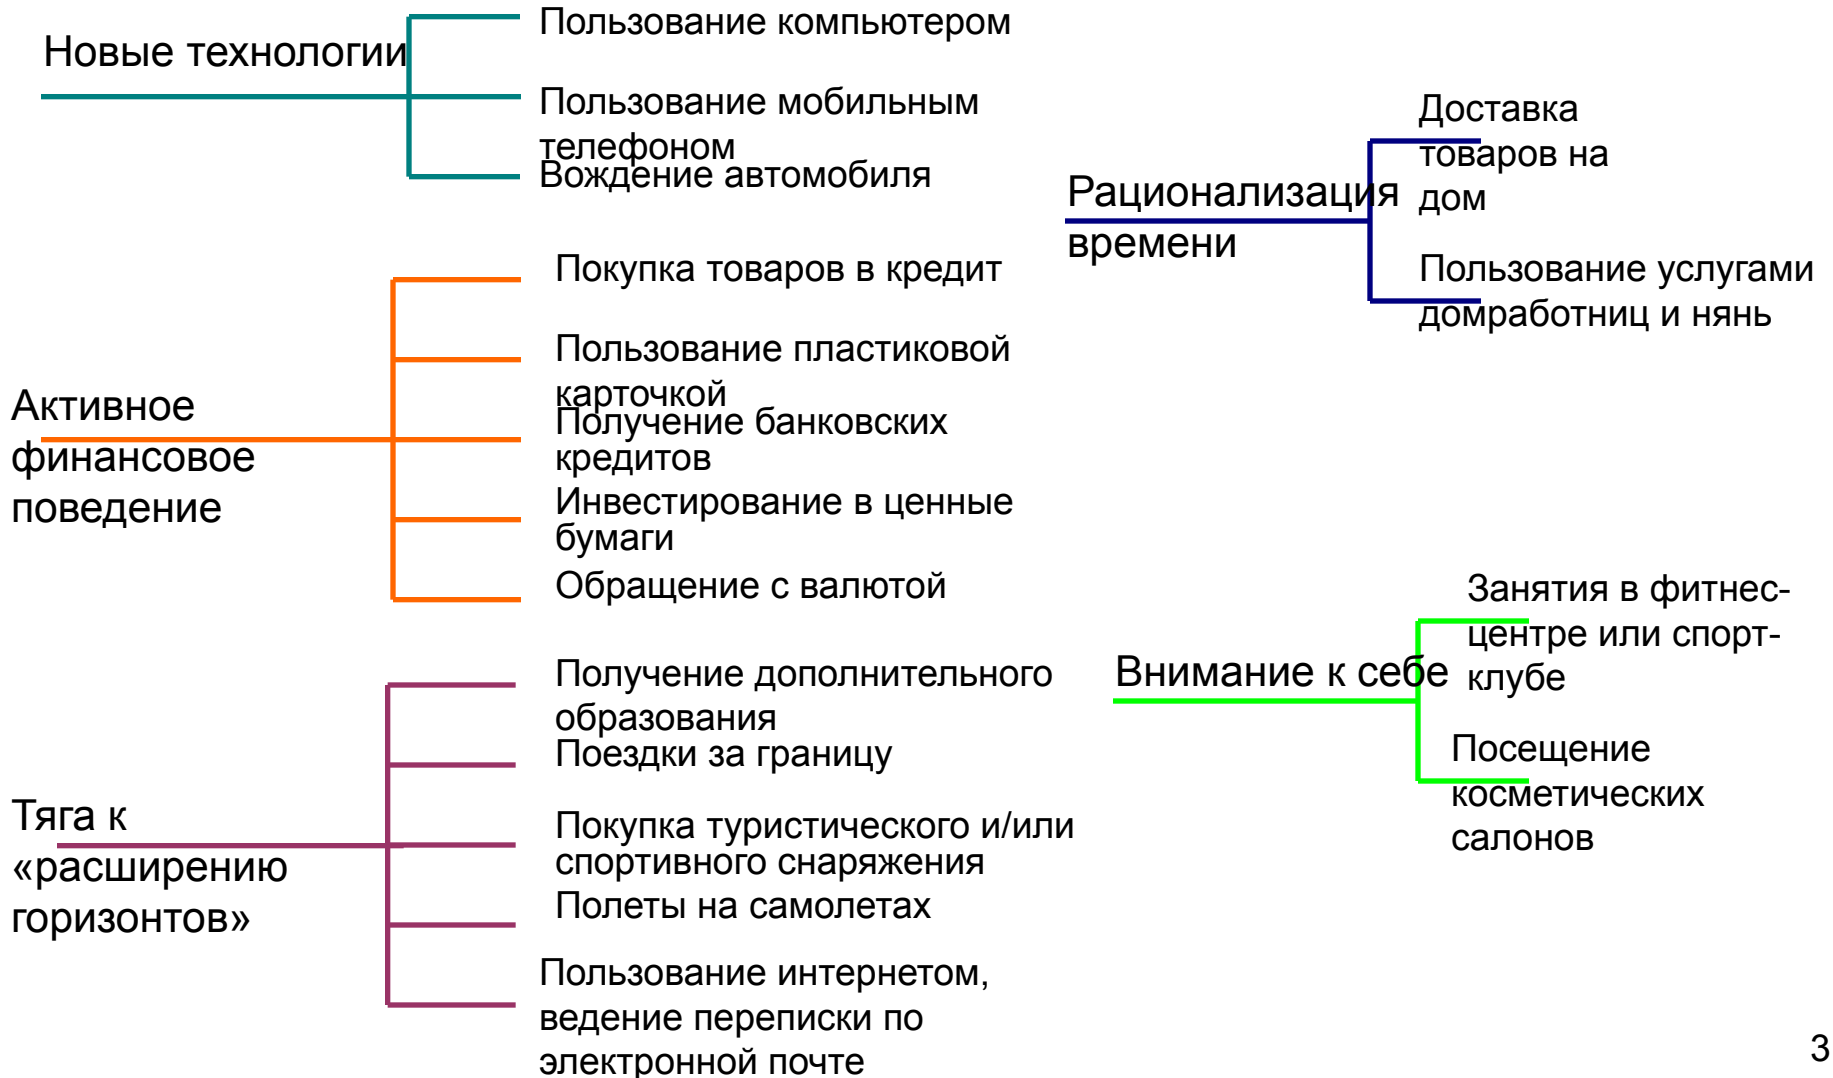 Новые технологии
Пользование компьютером
Пользование мобильным
телефоном
Вождение автомобиля
Активное
финансовое
поведение
Покупка товаров в кредит
Пользование пластиковой
карточкой
Получение банковских
кредитов
Инвестирование в ценные
бумаги
Обращение с валютой
Тяга к
«расширению
горизонтов»
Получение дополнительного
образования
Поездки за границу
Покупка туристического и/или
спортивного снаряжения
Полеты на самолетах
Пользование интернетом,
ведение переписки по
электронной почте
Рационализация
времени
Доставка
товаров на
дом
Пользование услугами
домработниц и нянь
Внимание к себе
Занятия в фитнес-
центре или спорт-
клубе
Посещение
косметических
салонов
3